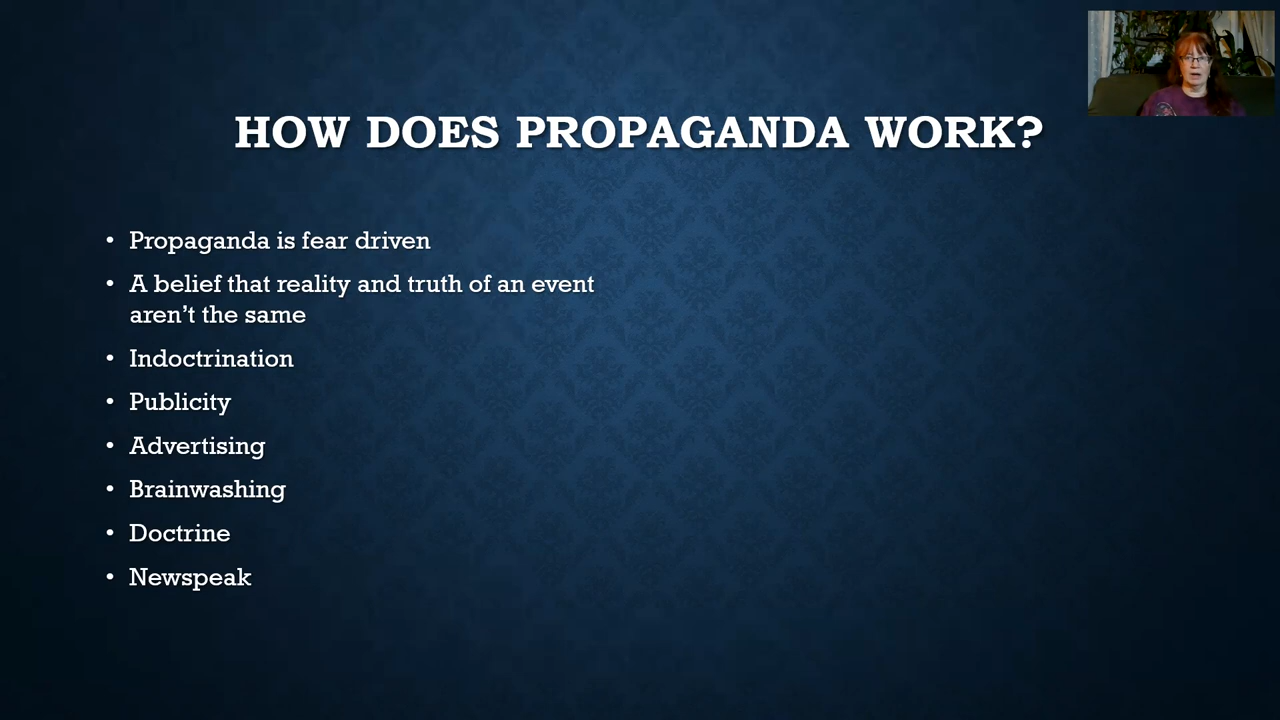 HOW DOES PROPAGANDA WORK?
• Propaganda is fear driven
• A belief that reality and truth of an event
aren’t the same
• Indoctrination
• Publicity
• Advertising
• Brainwashing
• Doctrine
• Newspeak